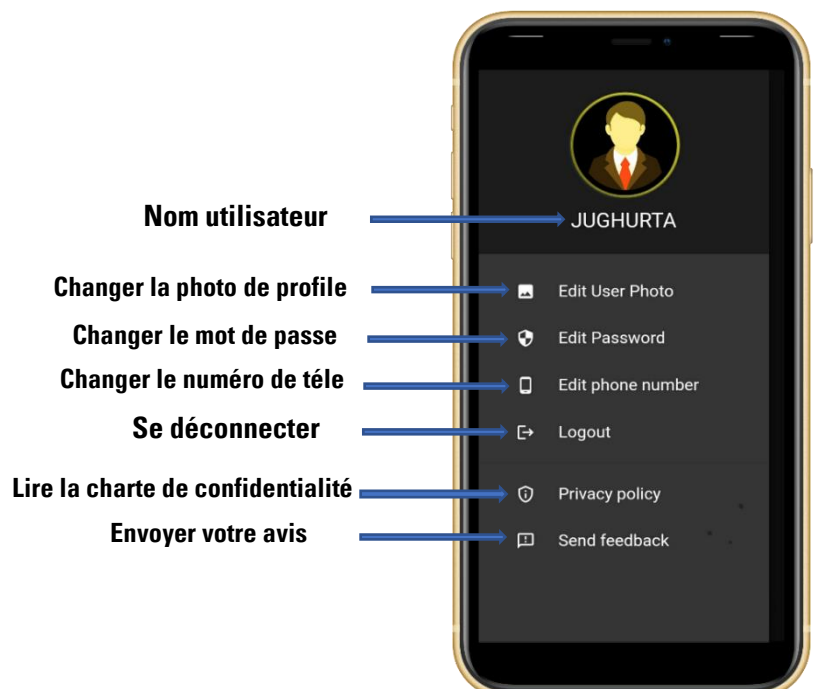 Nom utilisateur
JUGHURTA
Changer la photo de profile
Edit User Photo
Changer le mot de passe
Edit Password
Changer le numéro de téle
Edit phone number
Se déconnecter
Logout
Lire la charte de confidentialité
Privacy policy
Envoyer votre avis
Send feedback